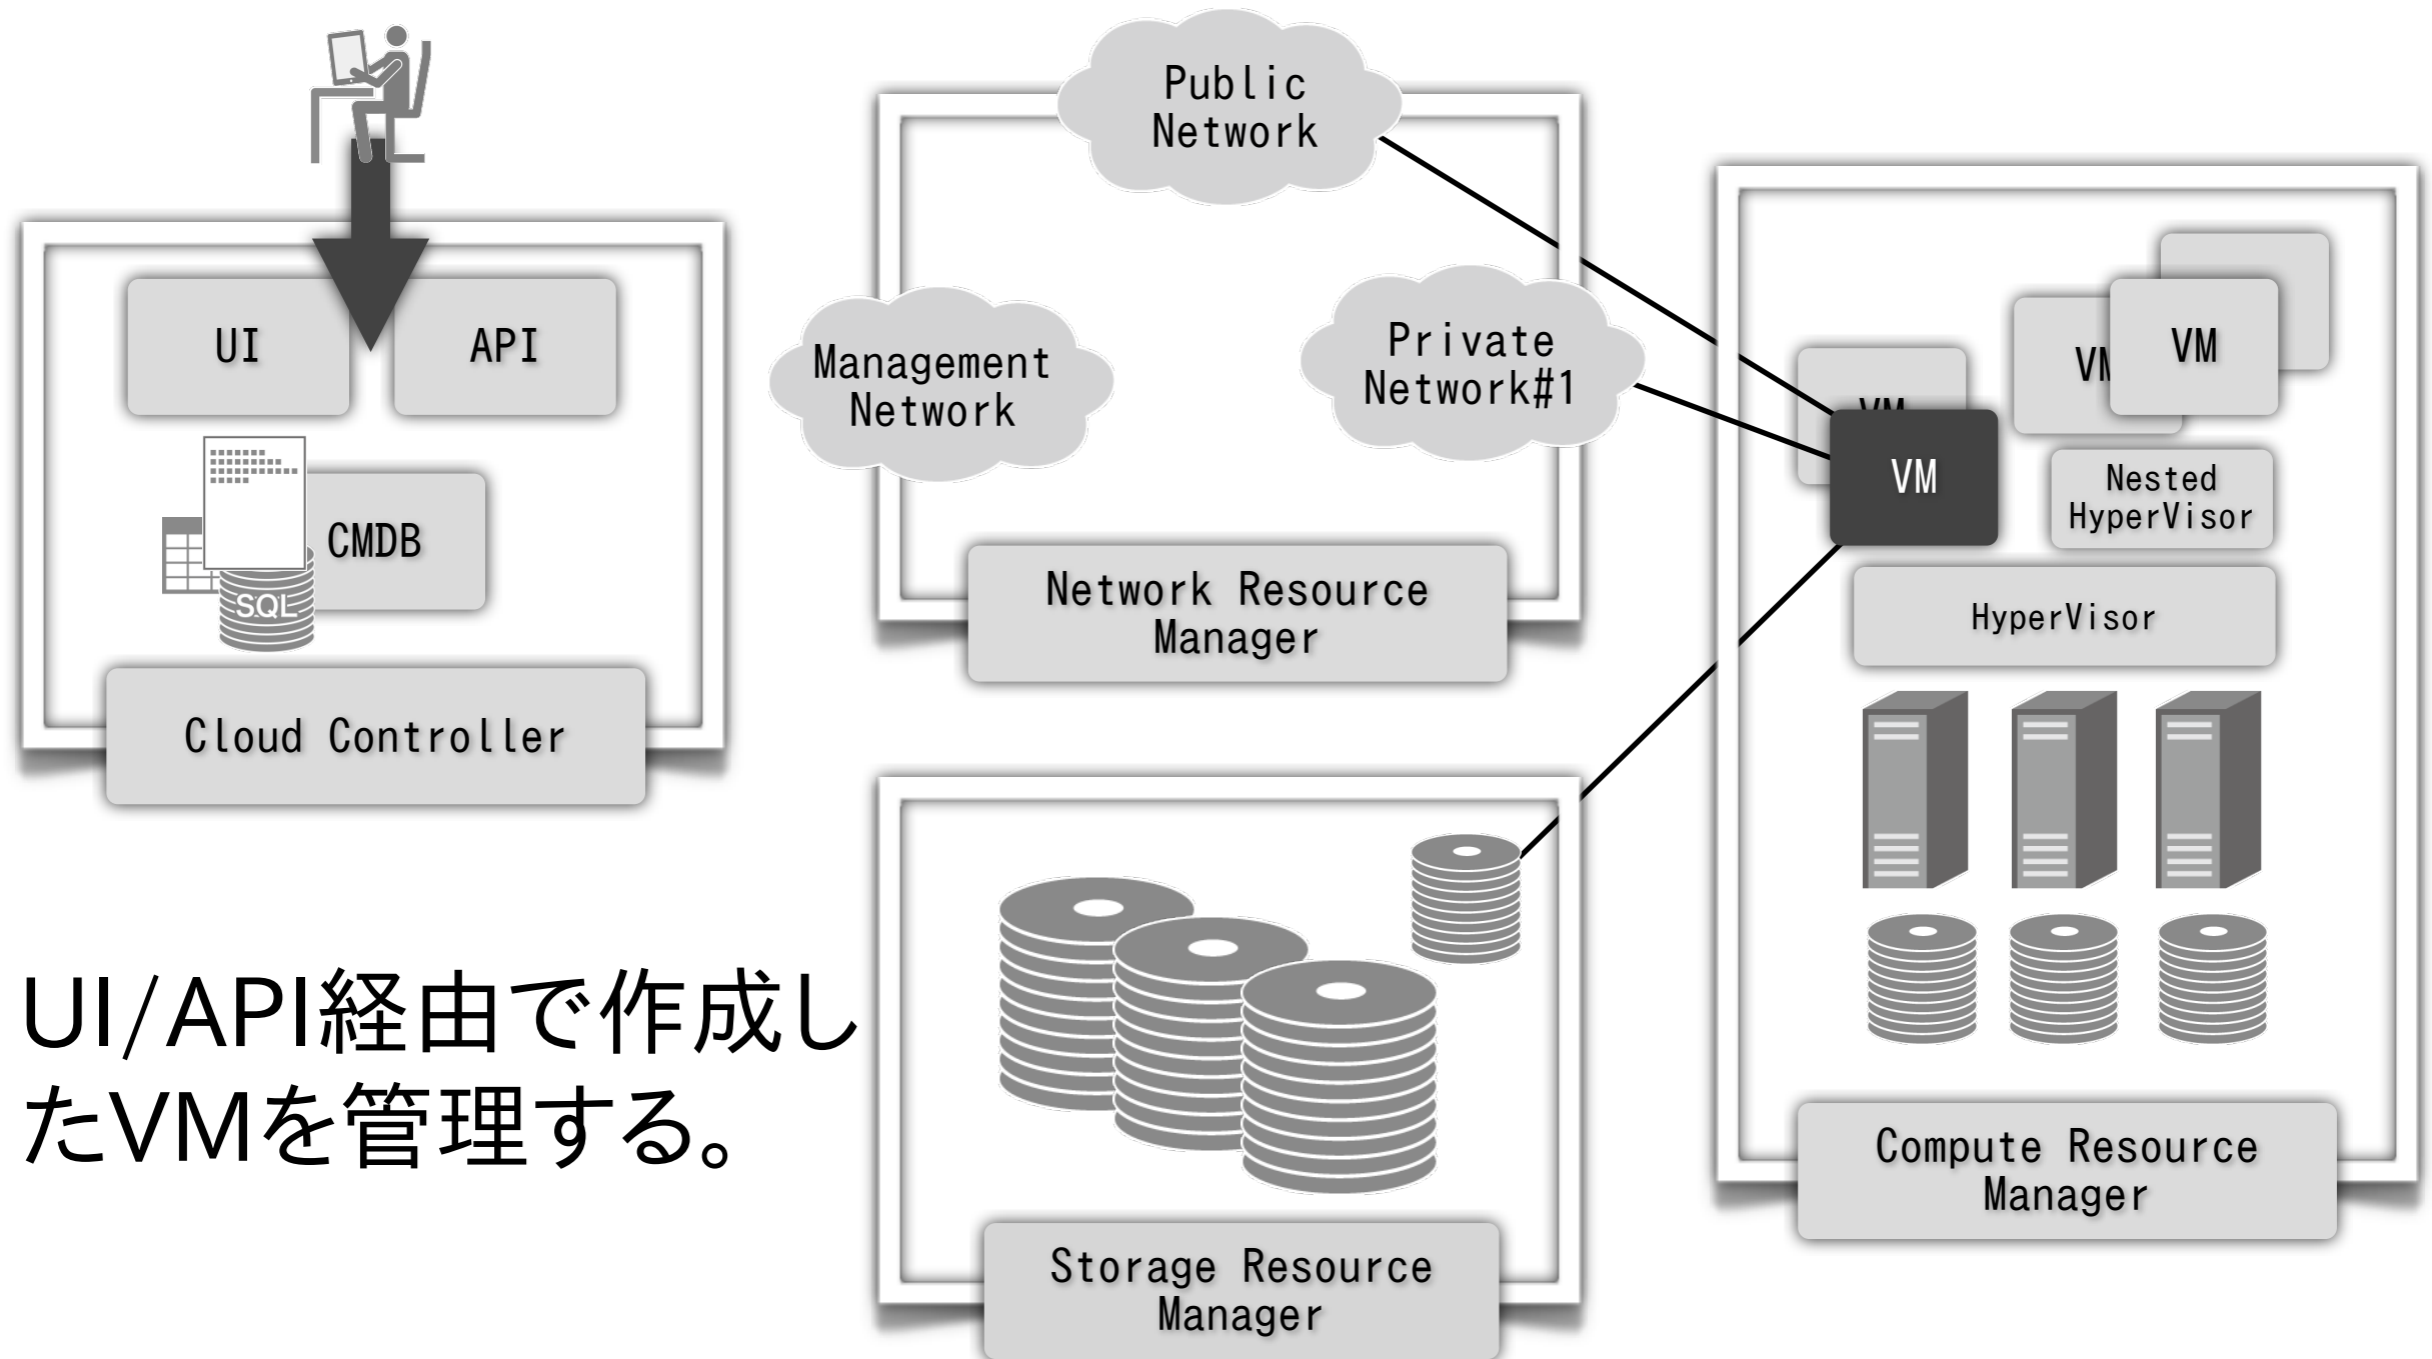 UI
API
SQL
CMDB
Cloud Controller
UI/API経由で作成し
たVMを管理する。
Public
Network
Management
Network
Private
Network#1
Network Resource
Manager
Storage Resource
Manager
VM
VM
VM
VM
Nested
HyperVisor
HyperVisor
Compute Resource
Manager